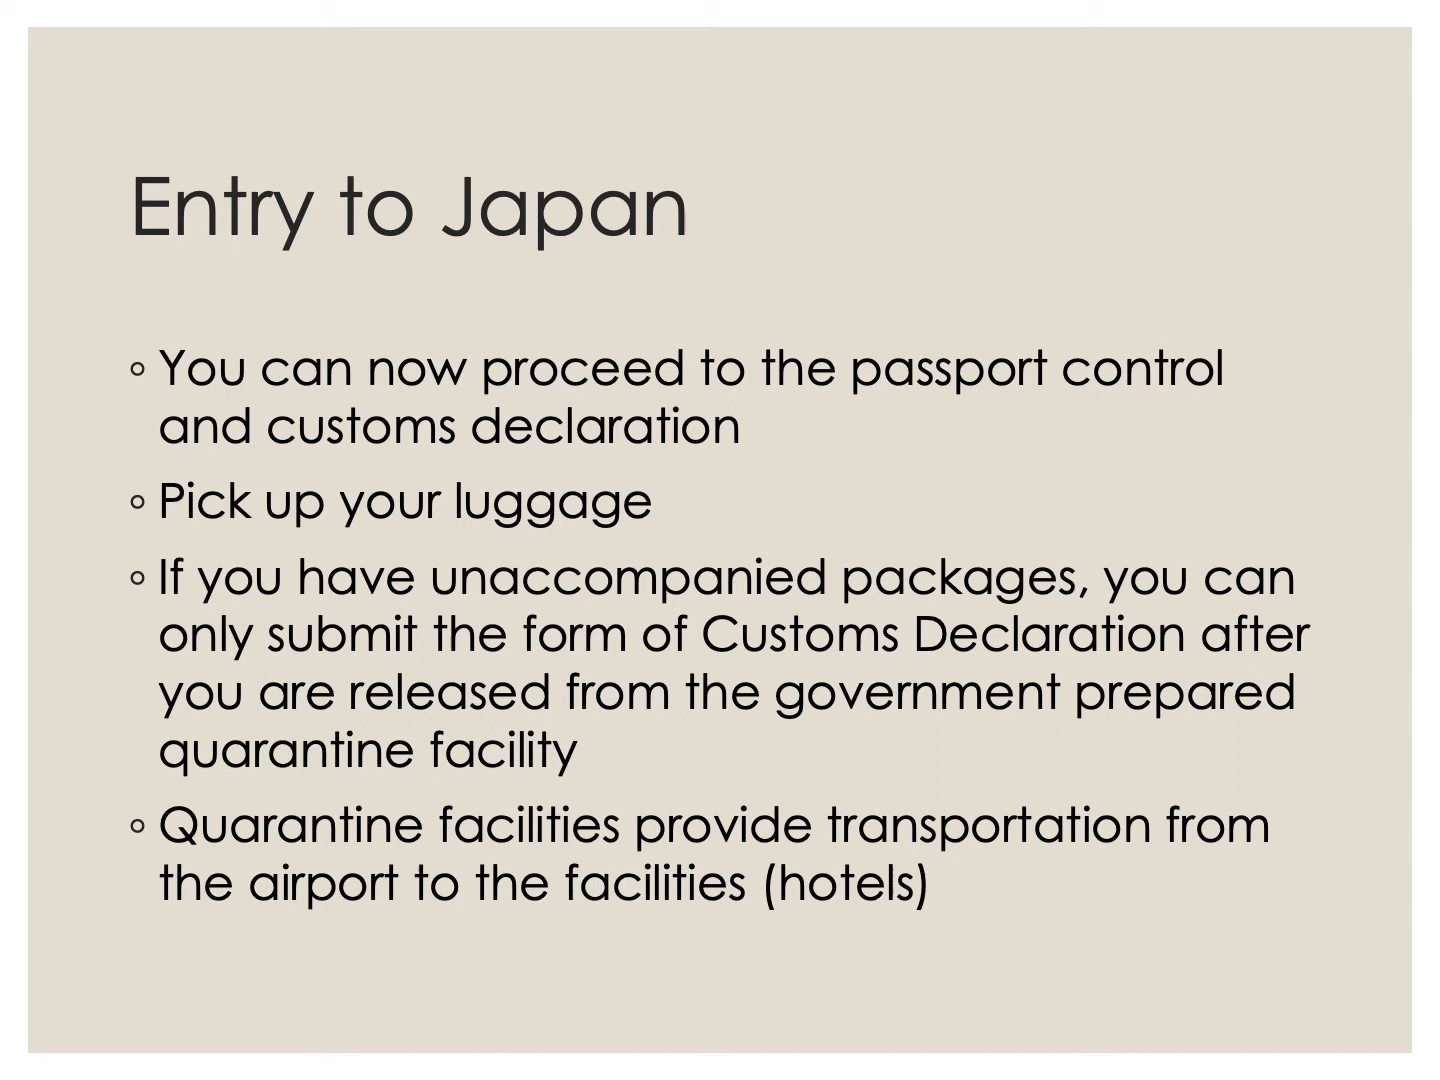 Entry to Japan
◦ You can now proceed to the passport control
and customs declaration
◦ Pick up your luggage
◦ If you have unaccompanied packages, you can
only submit the form of Customs Declaration after
you are released from the government prepared
quarantine facility
◦ Quarantine facilities provide transportation from
the airport to the facilities (hotels)